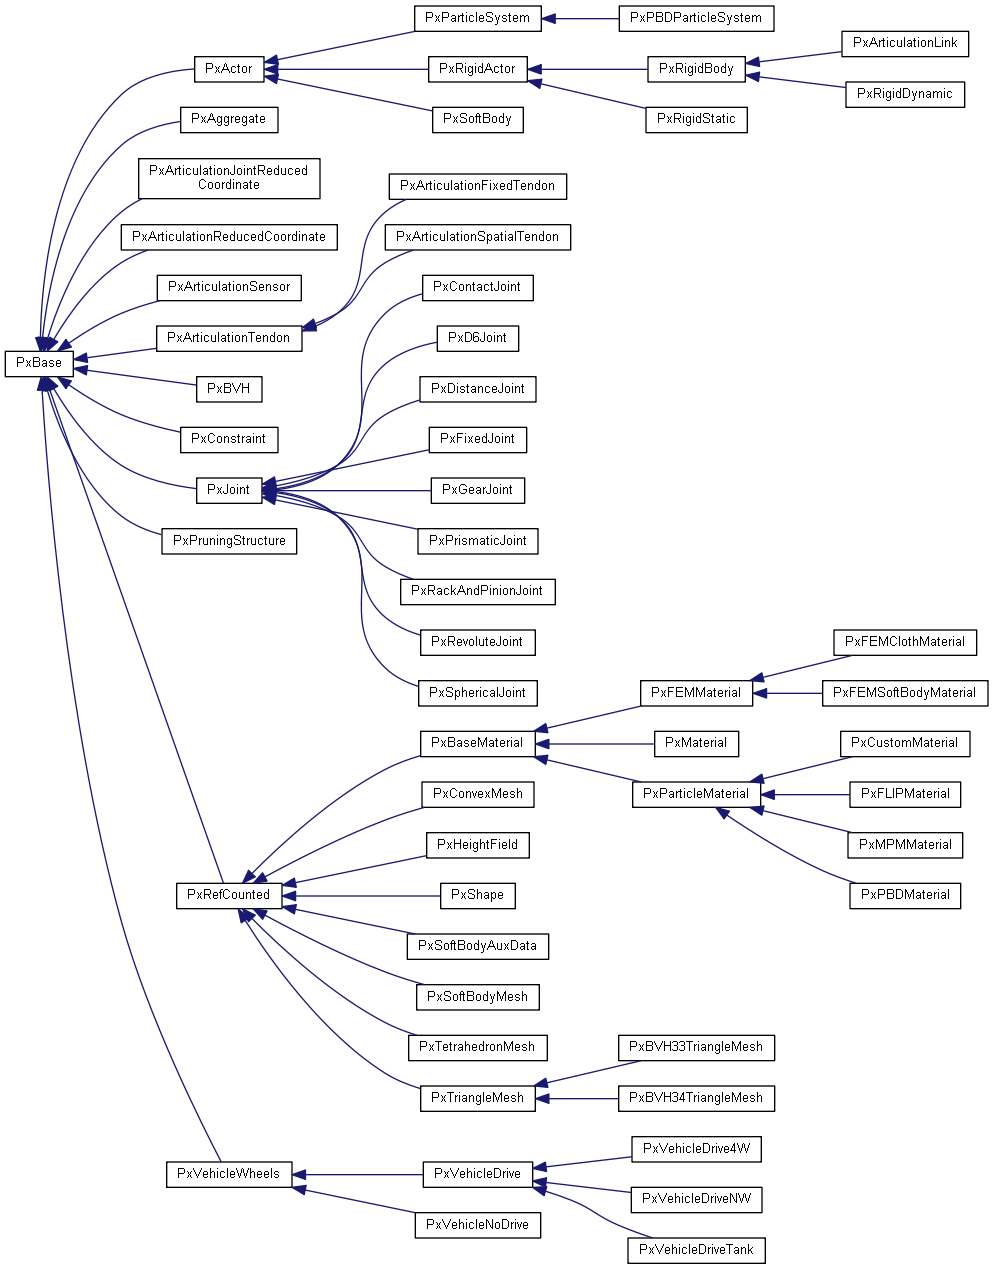 PxParticleSystem
PxPBDParticleSystem
PxArticulationLink
PxActor
PxRigidActor
PxRigidBody
PxRigidDynamic
PxAggregate
PxSoftBody
PxRigidStatic
PxArticulationJointReduced
Coordinate
PxArticulationFixedTendon
PxArticulationReducedCoordinate
PxArticulationSpatialTendon
PxArticulationSensor
PxContactJoint
PxArticulationTendon
PxD6Joint
PxBase
PxBVH
PxDistanceJoint
PxConstraint
PxFixedJoint
PxJoint
PxGearJoint
PxPruningStructure
PxPrismaticJoint
PxRackAndPinionJoint
PxRevoluteJoint
PxFEMClothMaterial
PxSphericalJoint
PxFEMMaterial
PxFEMSoftBodyMaterial
PxBaseMaterial
PxMaterial
PxCustomMaterial
PxConvexMesh
PxParticleMaterial
PxFLIPMaterial
PxHeightField
PxMPMMaterial
PxRefCounted
PxShape
PxPBDMaterial
PxSoftBodyAuxData
PxSoftBodyMesh
PxTetrahedronMesh
PxBVH33TriangleMesh
PxTriangleMesh
PxBVH34TriangleMesh
PxVehicleDrive4W
PxVehicleWheels
PxVehicleDrive
PxVehicleDriveNW
PxVehicleNoDrive
PxVehicleDriveTank